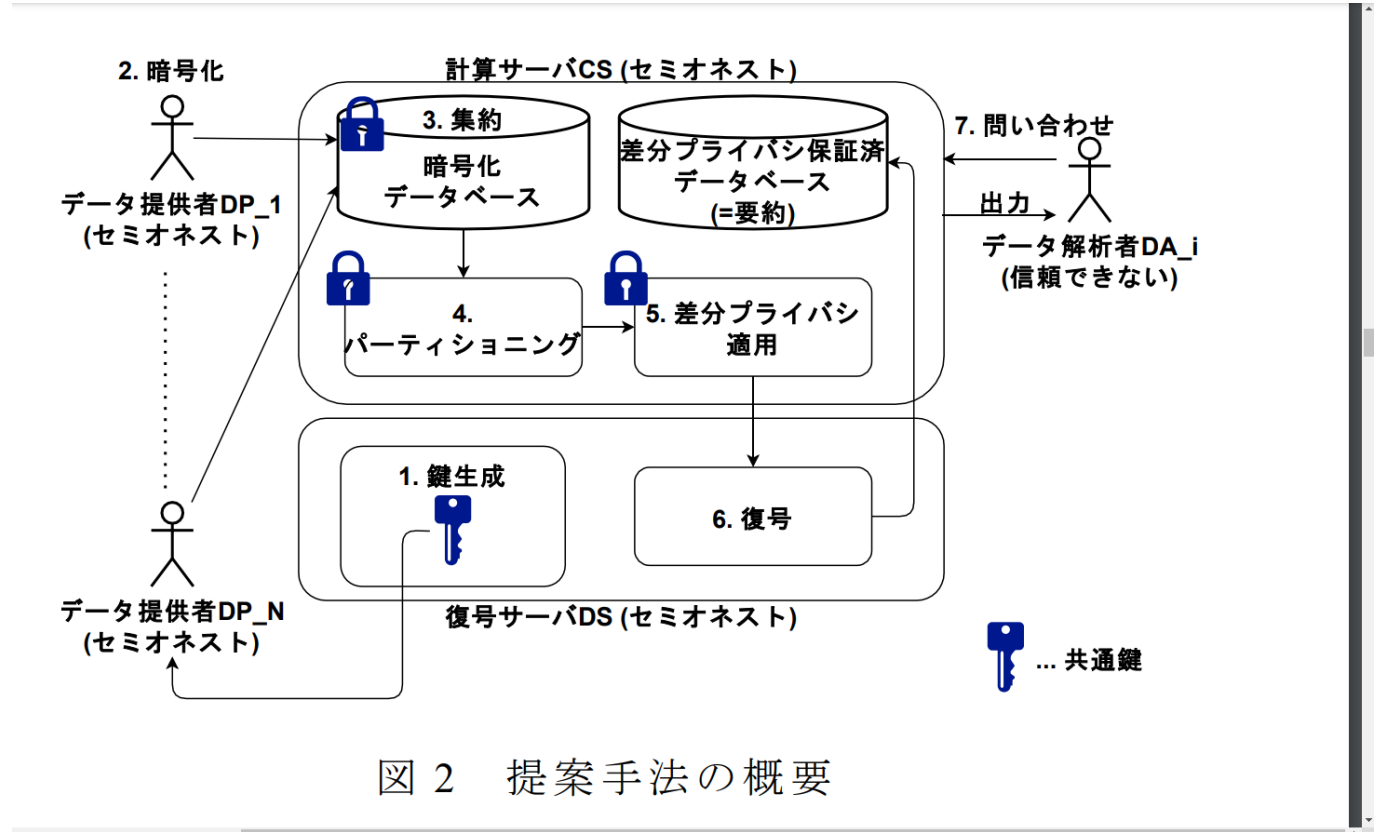 2. 暗号化
計算サーバCS (セミオネスト)
3. 集約
暗号化
データベース
差分プライバシ保証済
データベース
(=要約)
7. 問い合わせ
出力
データ提供者DP_1
(セミオネスト)
データ解析者DA_i
(信頼できない)
4.
パーティショニング
5. 差分プライバシ
適用
1. 鍵生成
6. 復号
データ提供者DP_N
(セミオネスト)
復号サーバDS (セミオネスト)
... 共通鍵
図 2 提案手法の概要